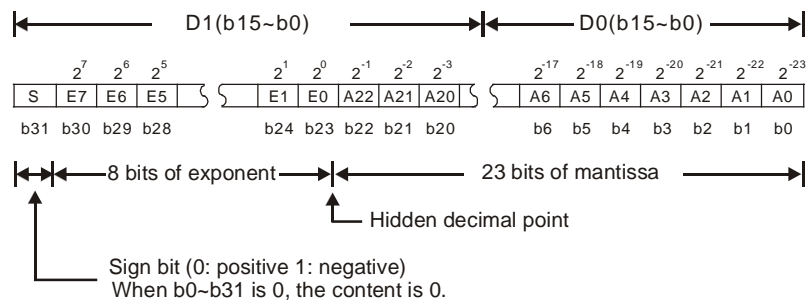 D1(b15~b0) D0(b15~b0)
2^7 2^6 2^5 2^1 2^0 2^-1 2^-2 2^-3 2^-17 2^-18 2^-19 2^-20 2^-21 2^-22 2^-23
S E7 E6 E5 E1 E0 A22 A21 A20 A6 A5 A4 A3 A2 A1 A0
b31 b30 b29 b28 b24 b23 b22 b21 b20 b6 b5 b4 b3 b2 b1 b0
8 bits of exponent 23 bits of mantissa
Hidden decimal point
Sign bit (0: positive 1: negative)
When b0~b31 is 0, the content is 0.